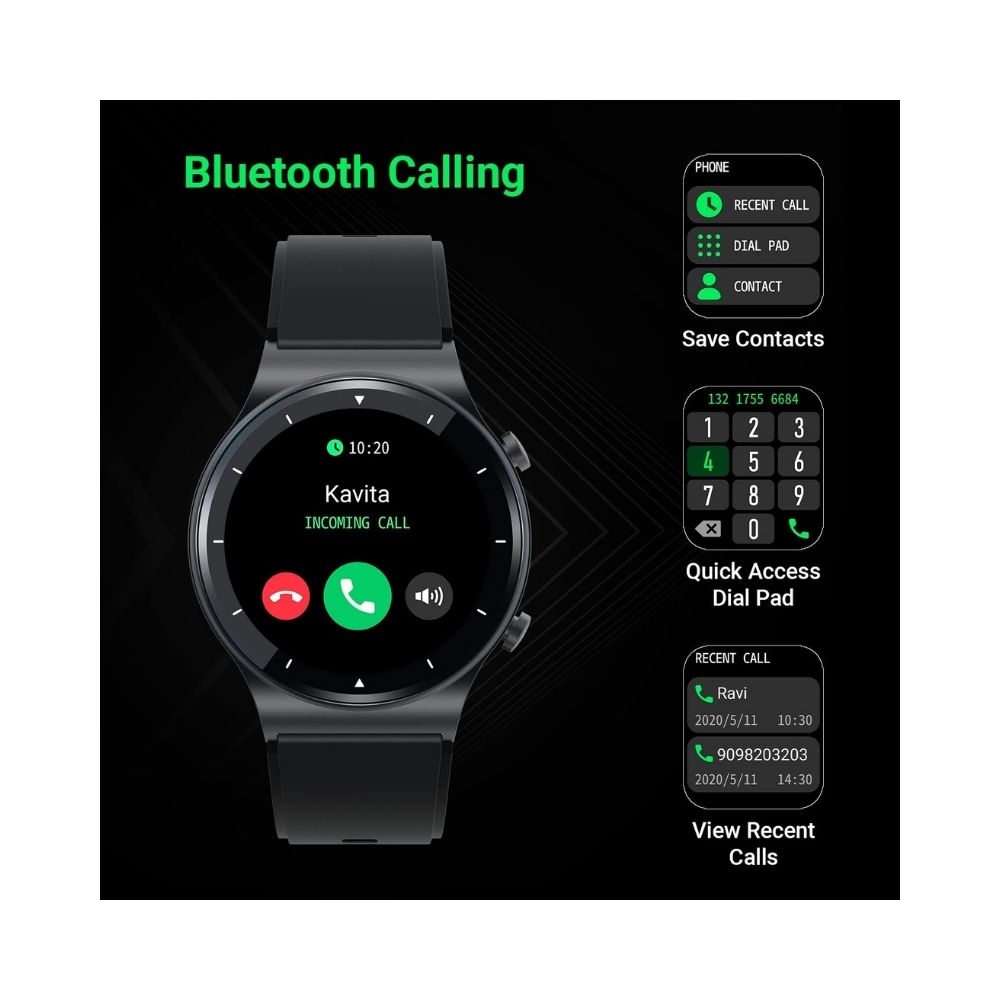 Bluetooth Calling
10:20
Kavita
INCOMING CALL
PHONE
RECENT CALL
DIAL PAD
CONTACT
Save Contacts
132 1755 6684
1 2 3
4 5 6
7 8 9
0
Quick Access
Dial Pad
RECENT CALL
Ravi
2020/5/11 10:30
9098203203
2020/5/11 14:30
View Recent
Calls